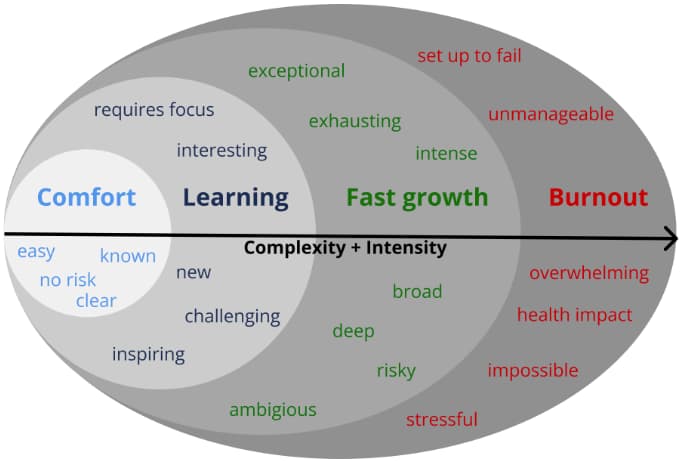 set up to fail
exceptional
requires focus
exhausting
unmanageable
interesting
intense
Comfort
Learning
Fast growth
Burnout
Complexity + Intensity
easy
known
no risk
clear
new
challenging
inspiring
broad
deep
risky
ambigious
overwhelming
health impact
impossible
stressful